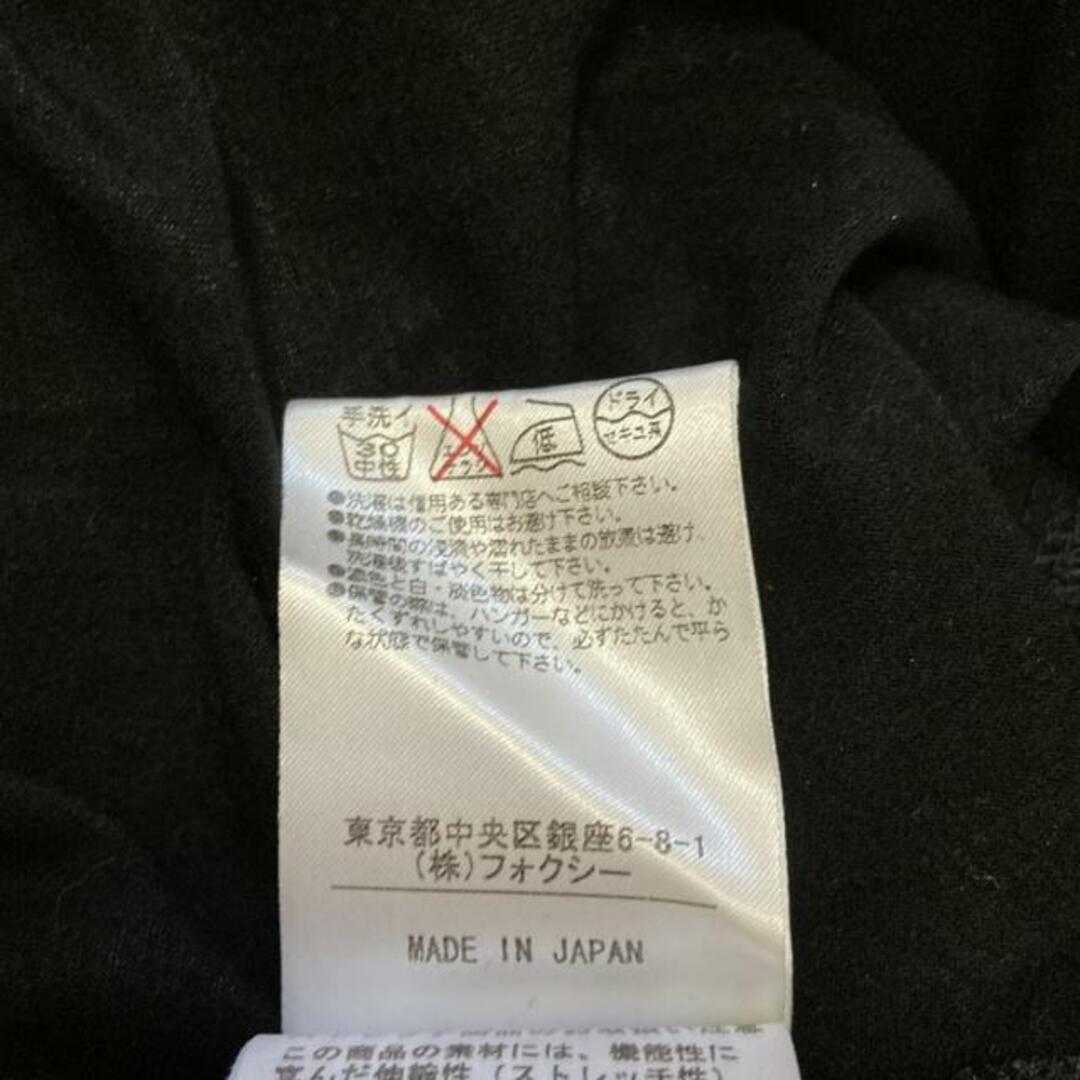 手洗イ
30
中性
エンソ
サラシ
低
ドライ
セキユ系
●洗濯は信用ある専門店へご相談下さい。
●乾燥機のご使用はお避け下さい。
●長時間の浸漬や濡れたままの放置は避け、
洗濯後すばやく干して下さい。
●濃色と白・淡色物は分けて洗って下さい。
●保管の際は、ハンガーなどにかけると、か
たくずれしやすいので、必ずたたんで平ら
な状態で保管して下さい。
東京都中央区銀座6-8-1
(株)フォクシー
MADE IN JAPAN
この商品の素材には、機能性に
富んだ伸縮性(ストレッチ性)